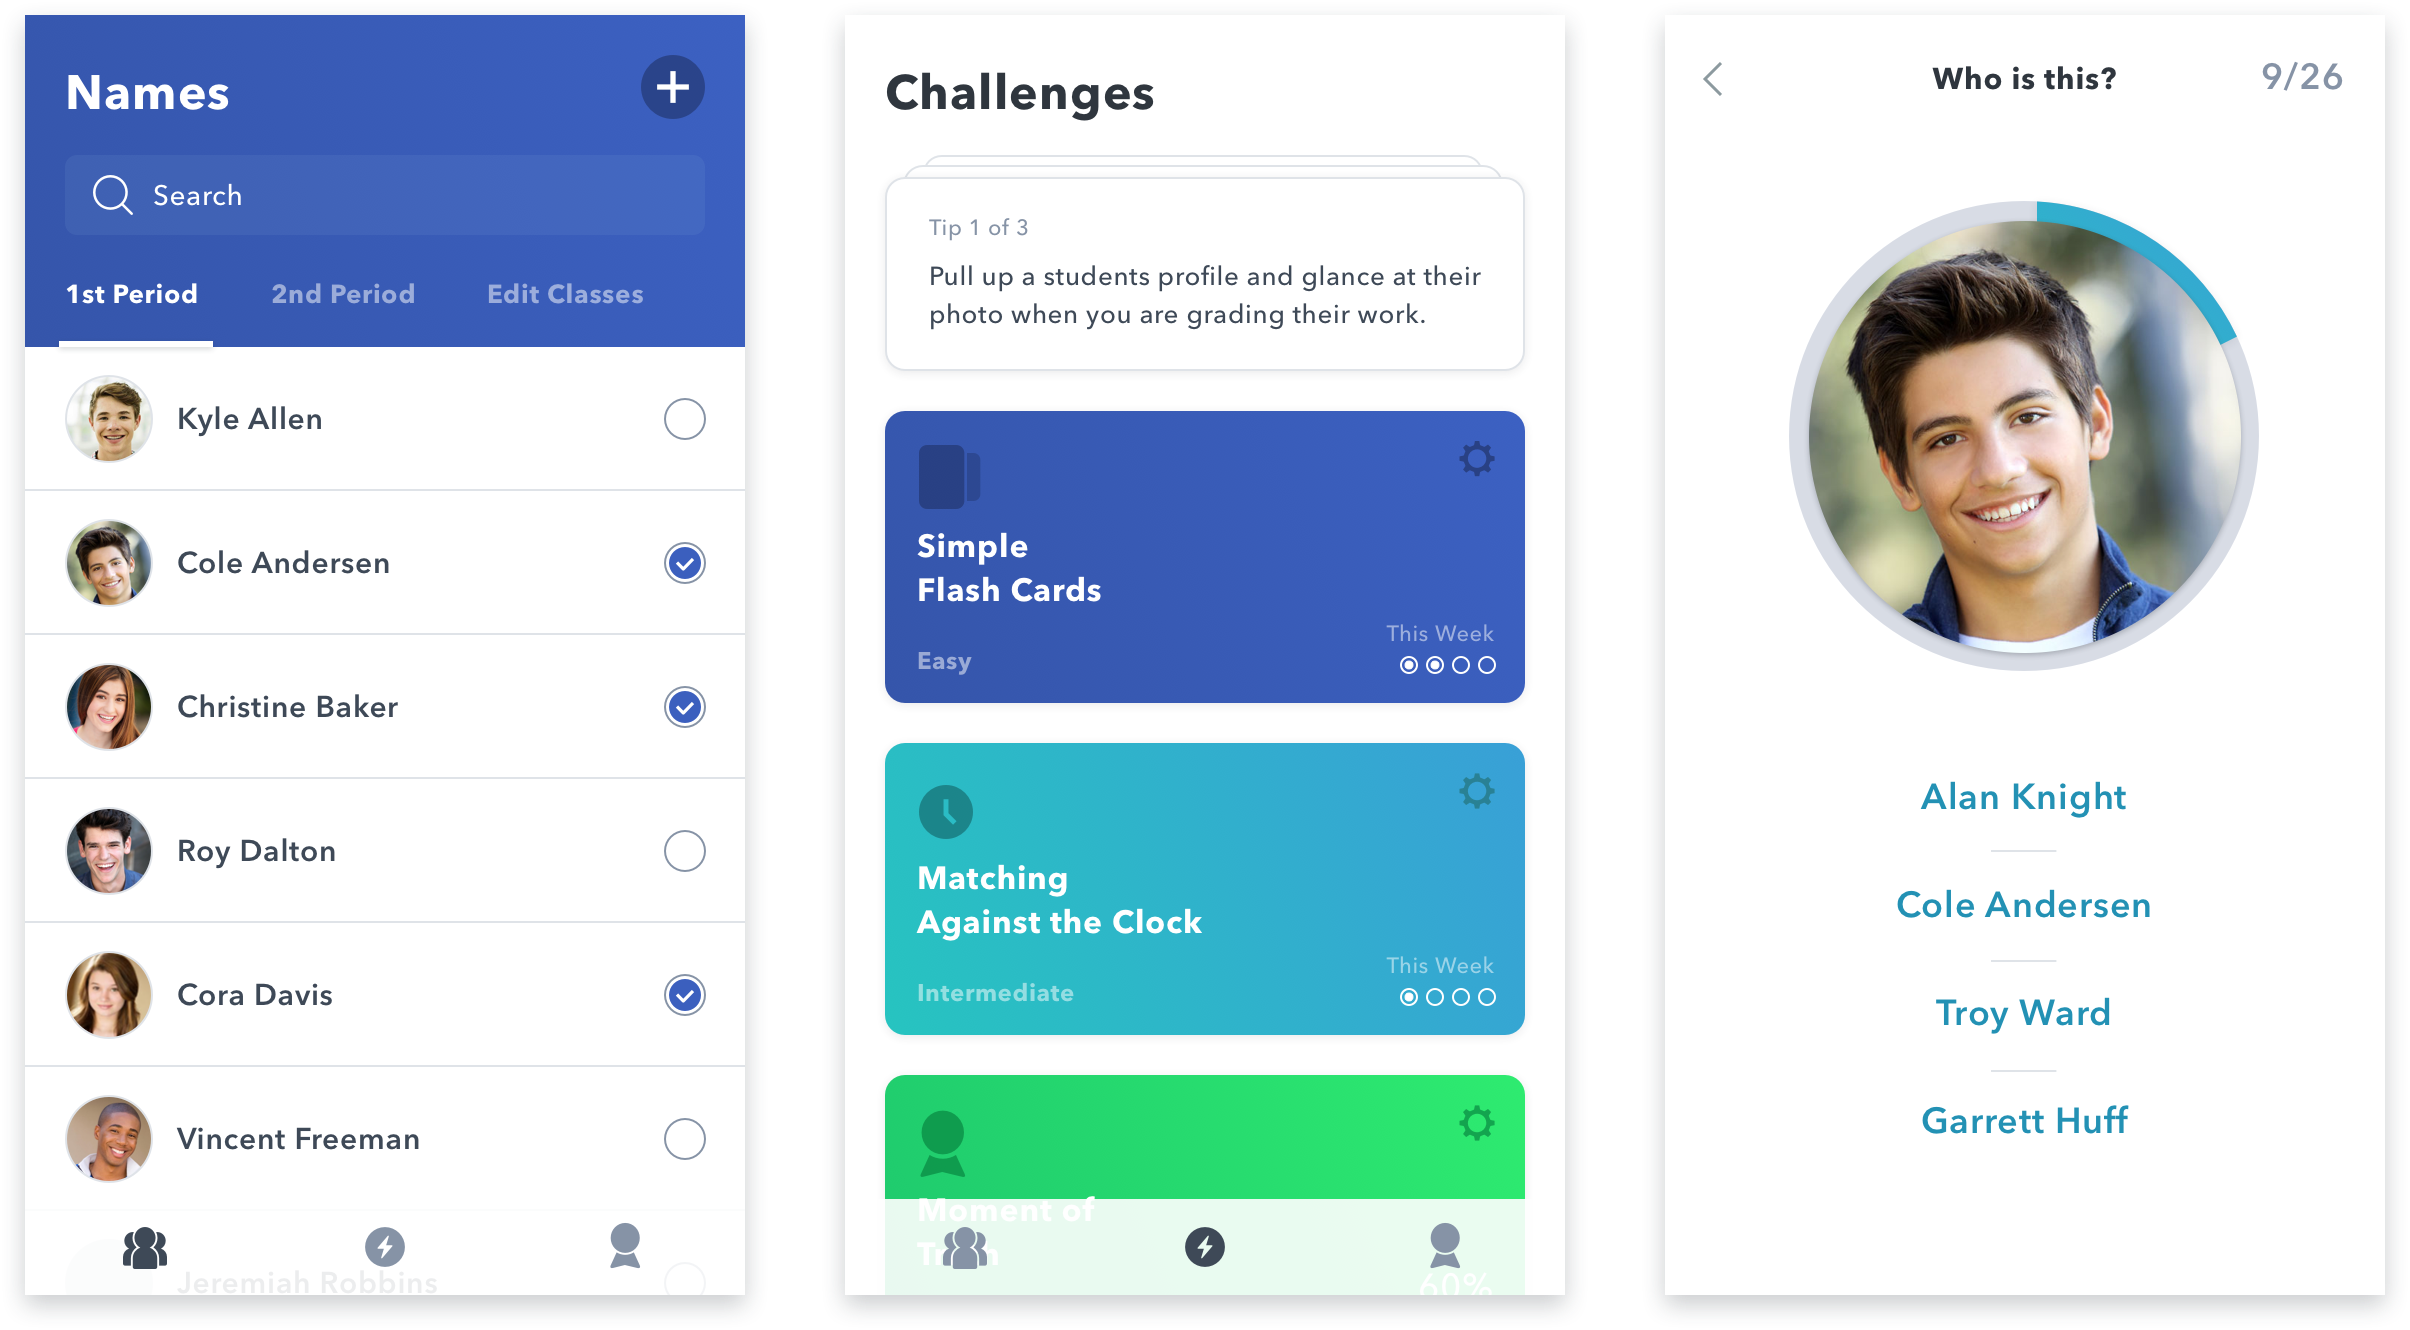 Names
Search
1st Period
2nd Period
Edit Classes
Kyle Allen
Cole Andersen
Christine Baker
Roy Dalton
Cora Davis
Vincent Freeman
Jeremiah Robbins
Challenges
Tip 1 of 3
Pull up a students profile and glance at their
photo when you are grading their work.
Simple
Flash Cards
Easy
This Week
Matching
Against the Clock
Intermediate
This Week
Moment of
60%
Who is this?
9/26
Alan Knight
Cole Andersen
Troy Ward
Garrett Huff